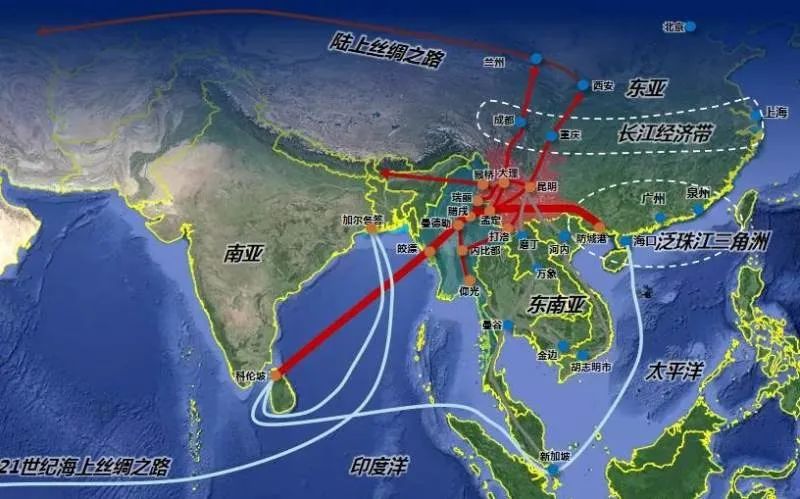 北京
陆上丝绸之路
兰州
西安
东亚
上海
成都
长江经济带
重庆
猴桥
大理
昆明
瑞丽
腊戌
广州
泉州
加尔各答
曼德勒
孟定
打洛
防城港
海口
泛珠江三角洲
南亚
皎漂
内比都
磨丁
河内
万象
仰光
东南亚
曼谷
金边
胡志明市
科伦坡
太平洋
21世纪海上丝绸之路
印度洋
新加坡